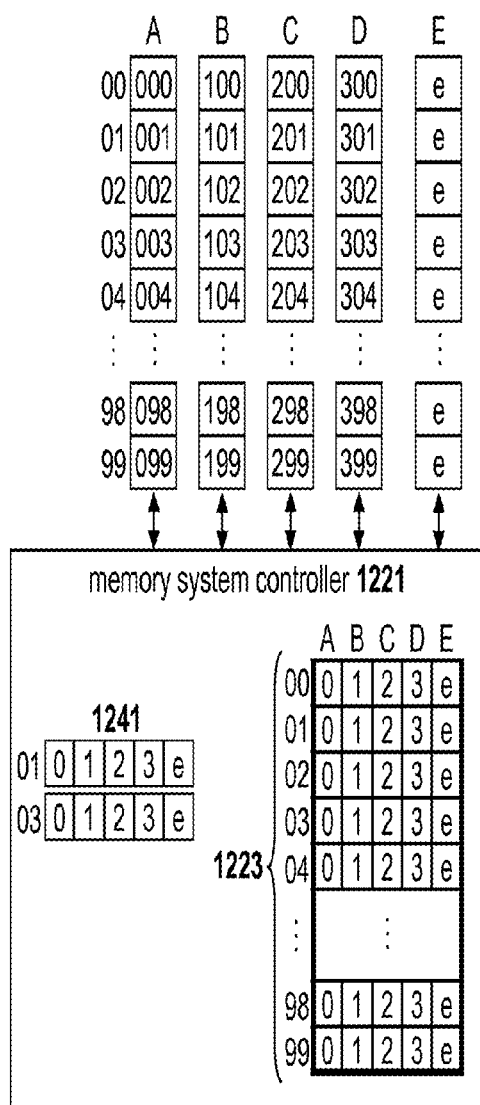 A B C D E
00 000 100 200 300 e
01 001 101 201 301 e
02 002 102 202 302 e
03 003 103 203 303 e
04 004 104 204 304 e
98 098 198 298 398 e
99 099 199 299 399 e
memory system controller 1221
A B C D E
00 0 1 2 3 e
01 0 1 2 3 e
02 0 1 2 3 e
03 0 1 2 3 e
04 0 1 2 3 e
98 0 1 2 3 e
99 0 1 2 3 e
1223
1241
01 0 1 2 3 e
03 0 1 2 3 e